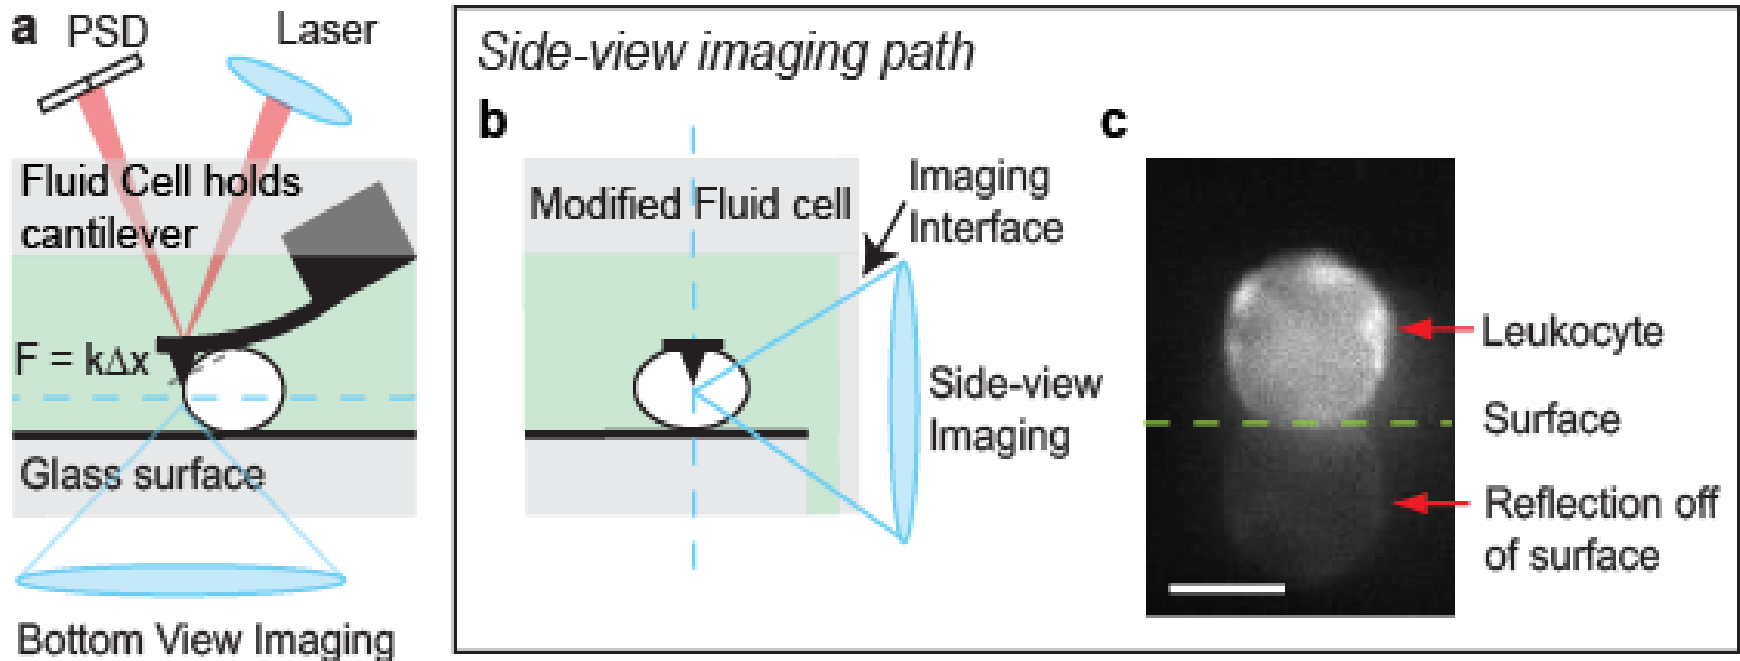 a PSD Laser
Fluid Cell holds
cantilever
F = kΔx
Glass surface
Bottom View Imaging
Side-view imaging path
b
Modified Fluid cell
Imaging
Interface
Side-view
Imaging
c
Leukocyte
Surface
Reflection off
of surface